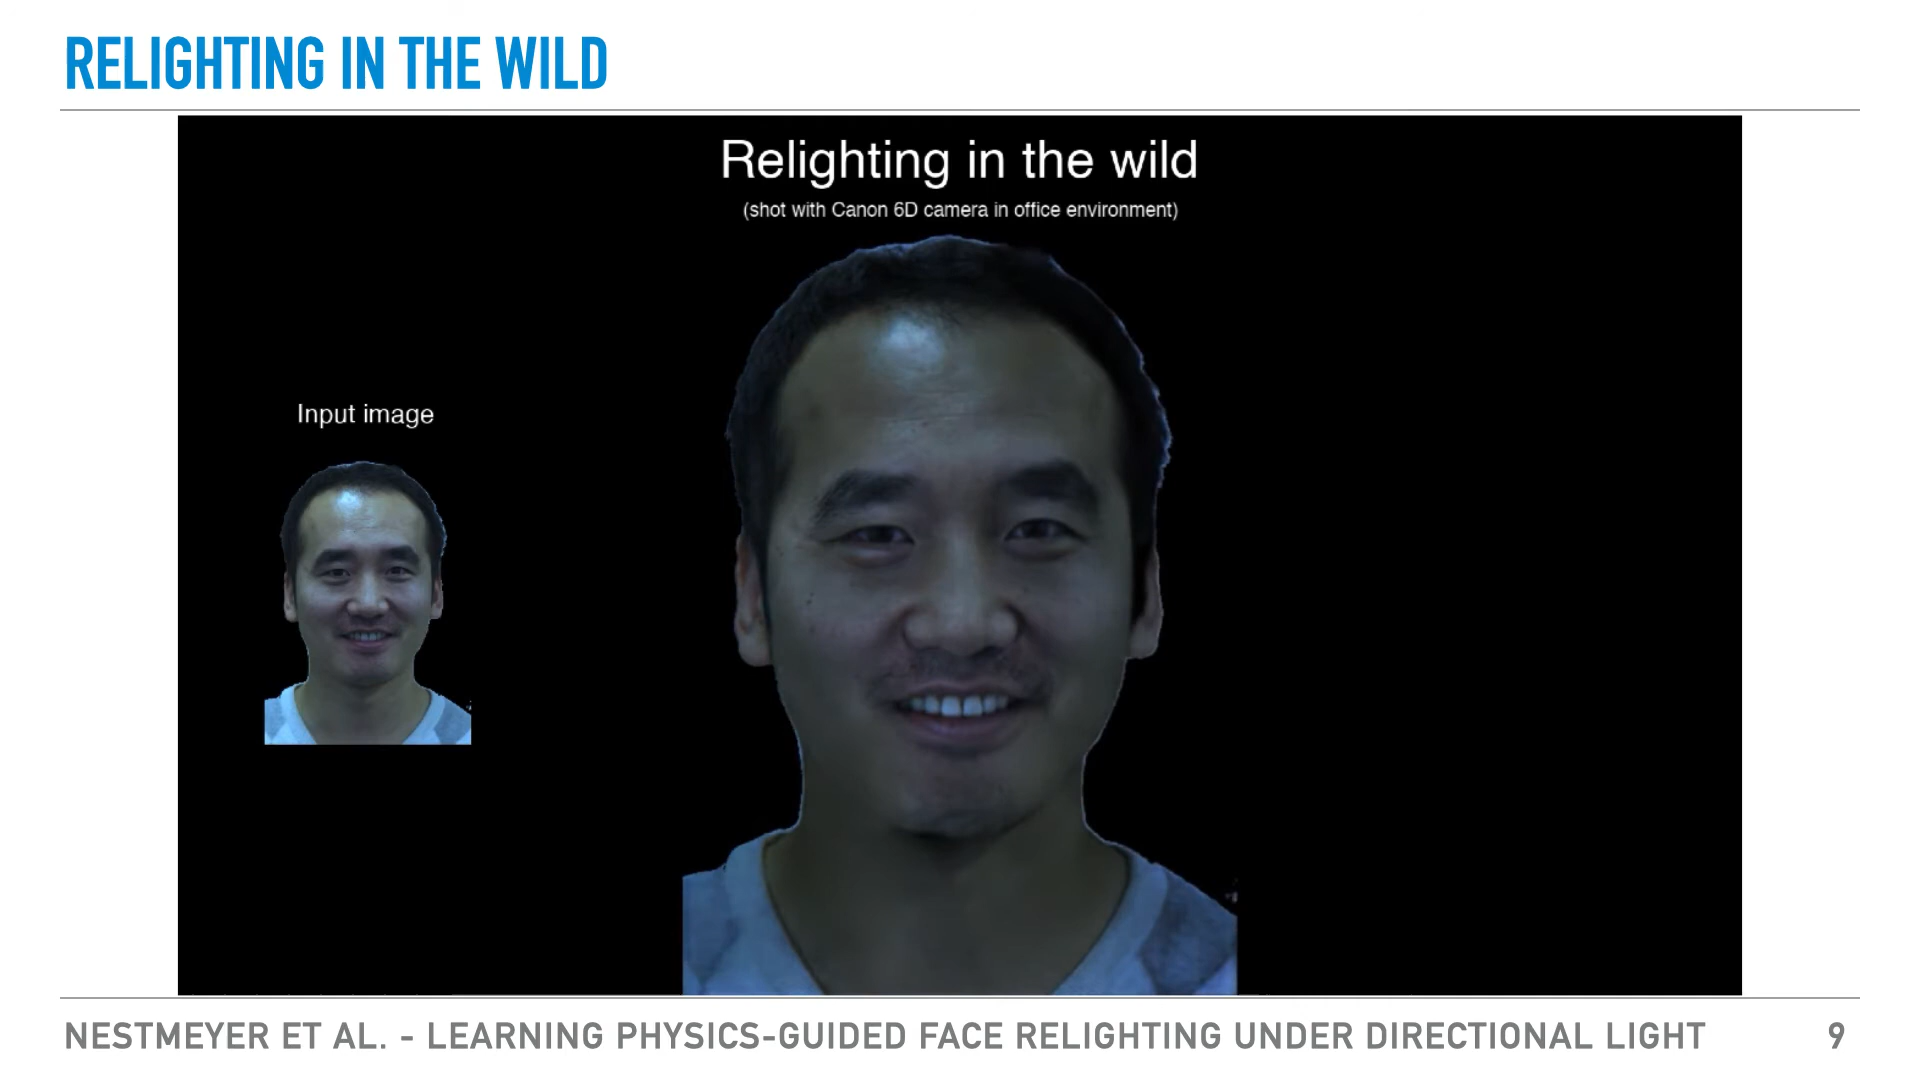 RELIGHTING IN THE WILD
Relighting in the wild
(shot with Canon 6D camera in office environment)
Input image
NESTMEYER ET AL. - LEARNING PHYSICS-GUIDED FACE RELIGHTING UNDER DIRECTIONAL LIGHT 9